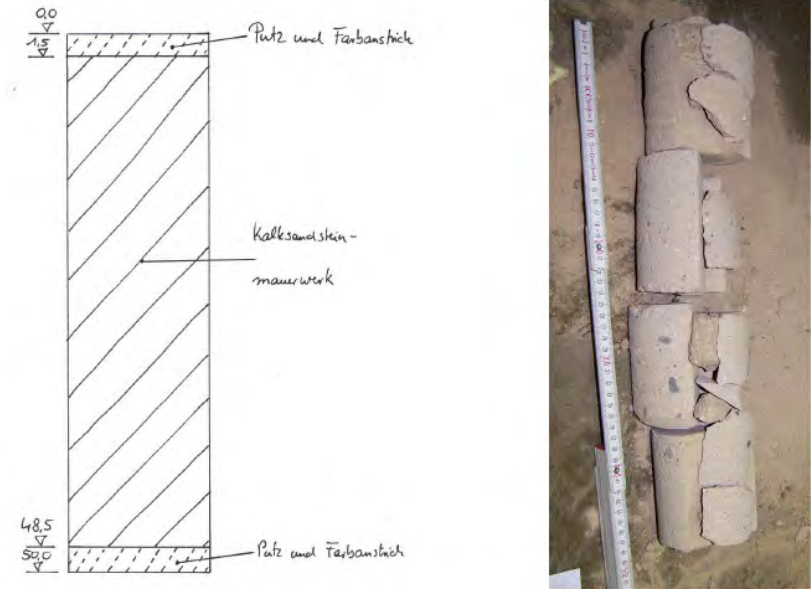 0,0
1,5
Putz und Farbanstrich
Kalksandstein-
mauerwerk
48,5
50,0
Putz und Farbanstrich